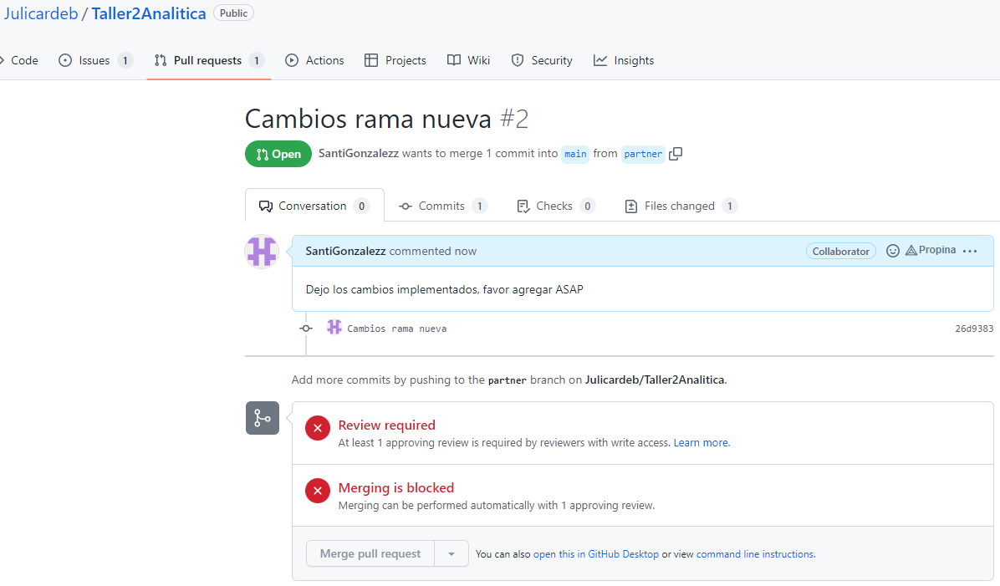 Julicardeb / Taller2Analitica Public
Code Issues 1 Pull requests 1 Actions Projects Wiki Security Insights
Cambios rama nueva #2
Open SantiGonzalezz wants to merge 1 commit into main from partner
Conversation 0 Commits 1 Checks 0 Files changed 1
SantiGonzalezz commented now Collaborator Propina ...
Dejo los cambios implementados, favor agregar ASAP
Cambios rama nueva 26d9383
Add more commits by pushing to the partner branch on Julicardeb/Taller2Analitica.
Review required
At least 1 approving review is required by reviewers with write access. Learn more.
Merging is blocked
Merging can be performed automatically with 1 approving review.
Merge pull request You can also open this in GitHub Desktop or view command line instructions.